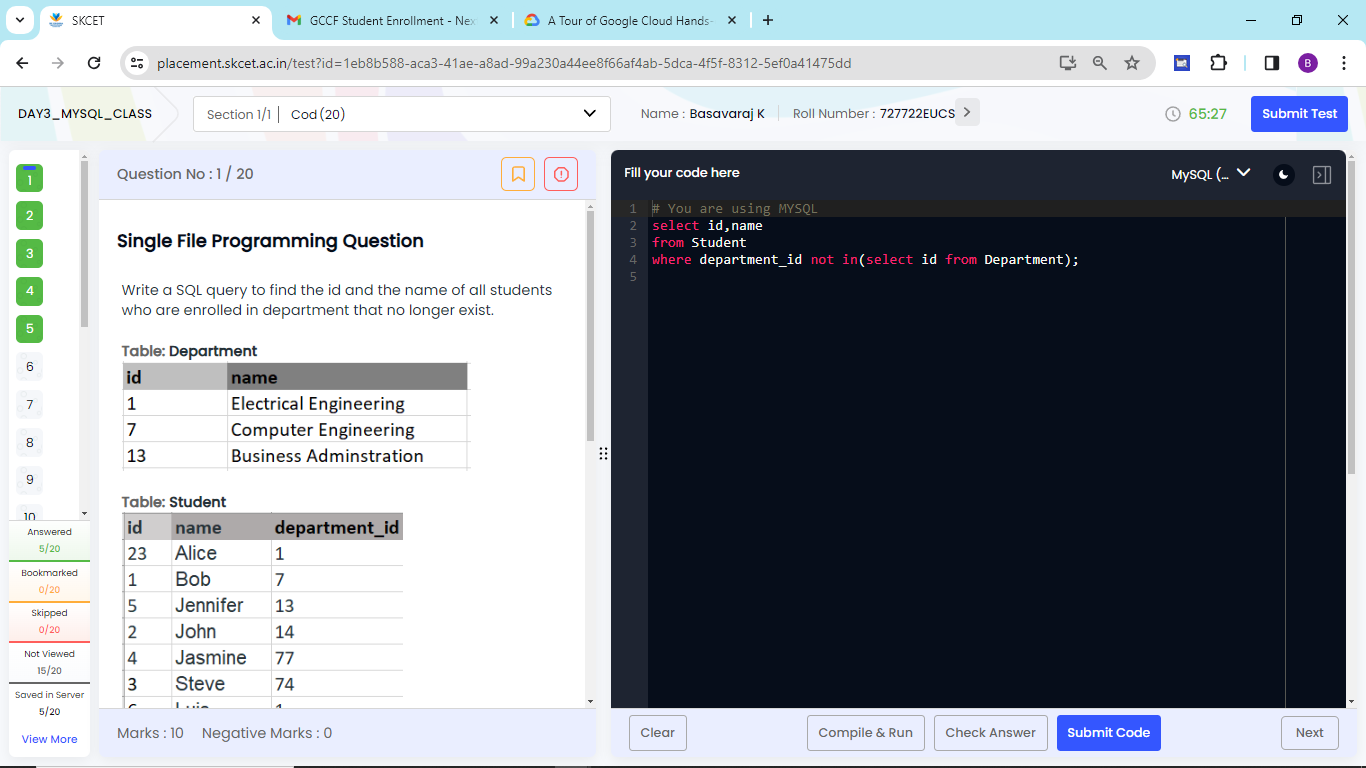 SKCET
GCCF Student Enrollment - Nex
A Tour of Google Cloud Hands-
placement.skcet.ac.in/test?id=1eb8b588-aca3-41ae-a8ad-99a230a44ee8f66af4ab-5dca-4f5f-8312-5ef0a41475dd
B
DAY3_MYSQL_CLASS
Section 1/1 | Cod (20)
Name : Basavaraj K
Roll Number : 727722EUCS
65:27
Submit Test
1
2
3
4
5
6
7
8
9
10
Answered
5/20
Bookmarked
0/20
Skipped
0/20
Not Viewed
15/20
Saved in Server
5/20
View More
Question No : 1 / 20
Single File Programming Question
Write a SQL query to find the id and the name of all students
who are enrolled in department that no longer exist.
Table: Department
id name
1 Electrical Engineering
7 Computer Engineering
13 Business Adminstration
Table: Student
id name department_id
23 Alice 1
1 Bob 7
5 Jennifer 13
2 John 14
4 Jasmine 77
3 Steve 74
Marks : 10 Negative Marks : 0
Fill your code here
MySQL (...
1 # You are using MYSQL
2 select id,name
3 from Student
4 where department_id not in(select id from Department);
5
Clear
Compile & Run
Check Answer
Submit Code
Next